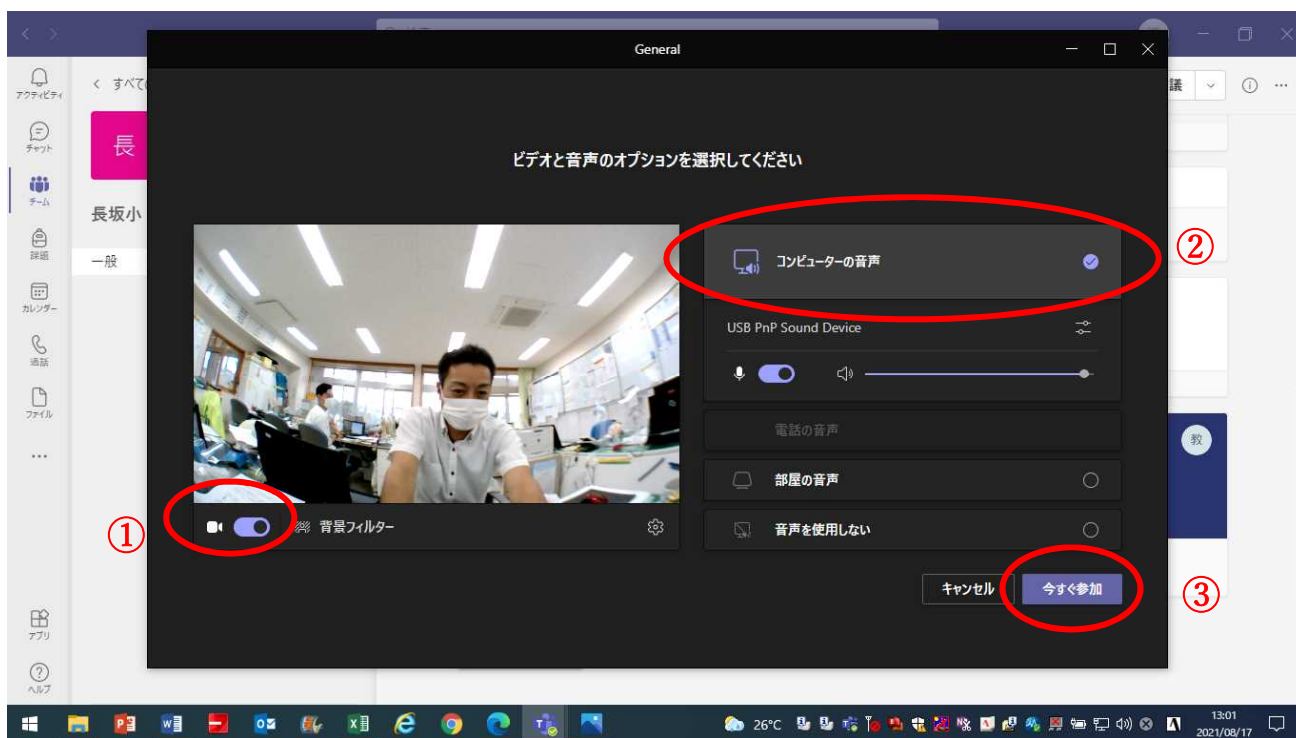 General
アクティビティ
チャット
チーム
課題
カレンダー
通話
ファイル
アプリ
ヘルプ
長
長坂小
一般
議
教
ビデオと音声のオプションを選択してください
コンピューターの音声
②
USB PnP Sound Device
電話の音声
部屋の音声
音声を使用しない
①
背景フィルター
キャンセル
今すぐ参加
③
26°C
13:01
2021/08/17